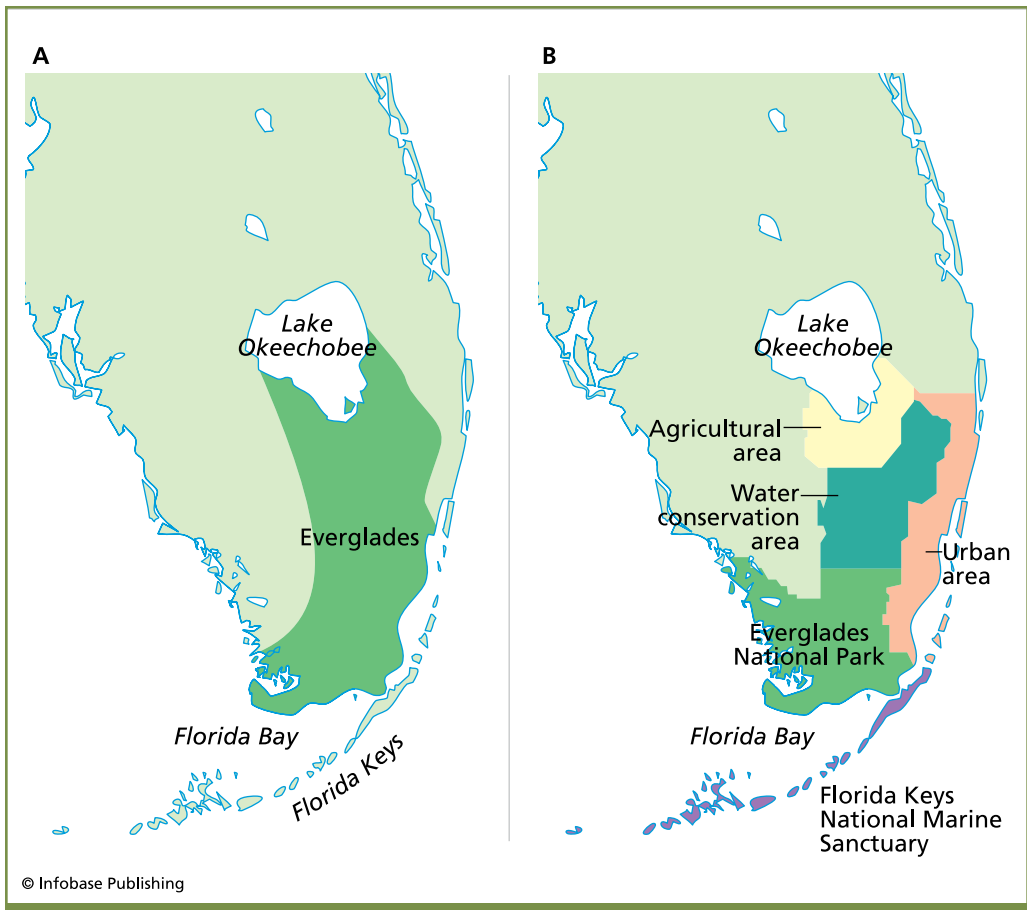 A
Lake
Okeechobee
Everglades
Florida Bay
Florida Keys
B
Lake
Okeechobee
Agricultural
area
Water
conservation
area
Urban
area
Everglades
National Park
Florida Bay
Florida Keys
National Marine
Sanctuary
© Infobase Publishing